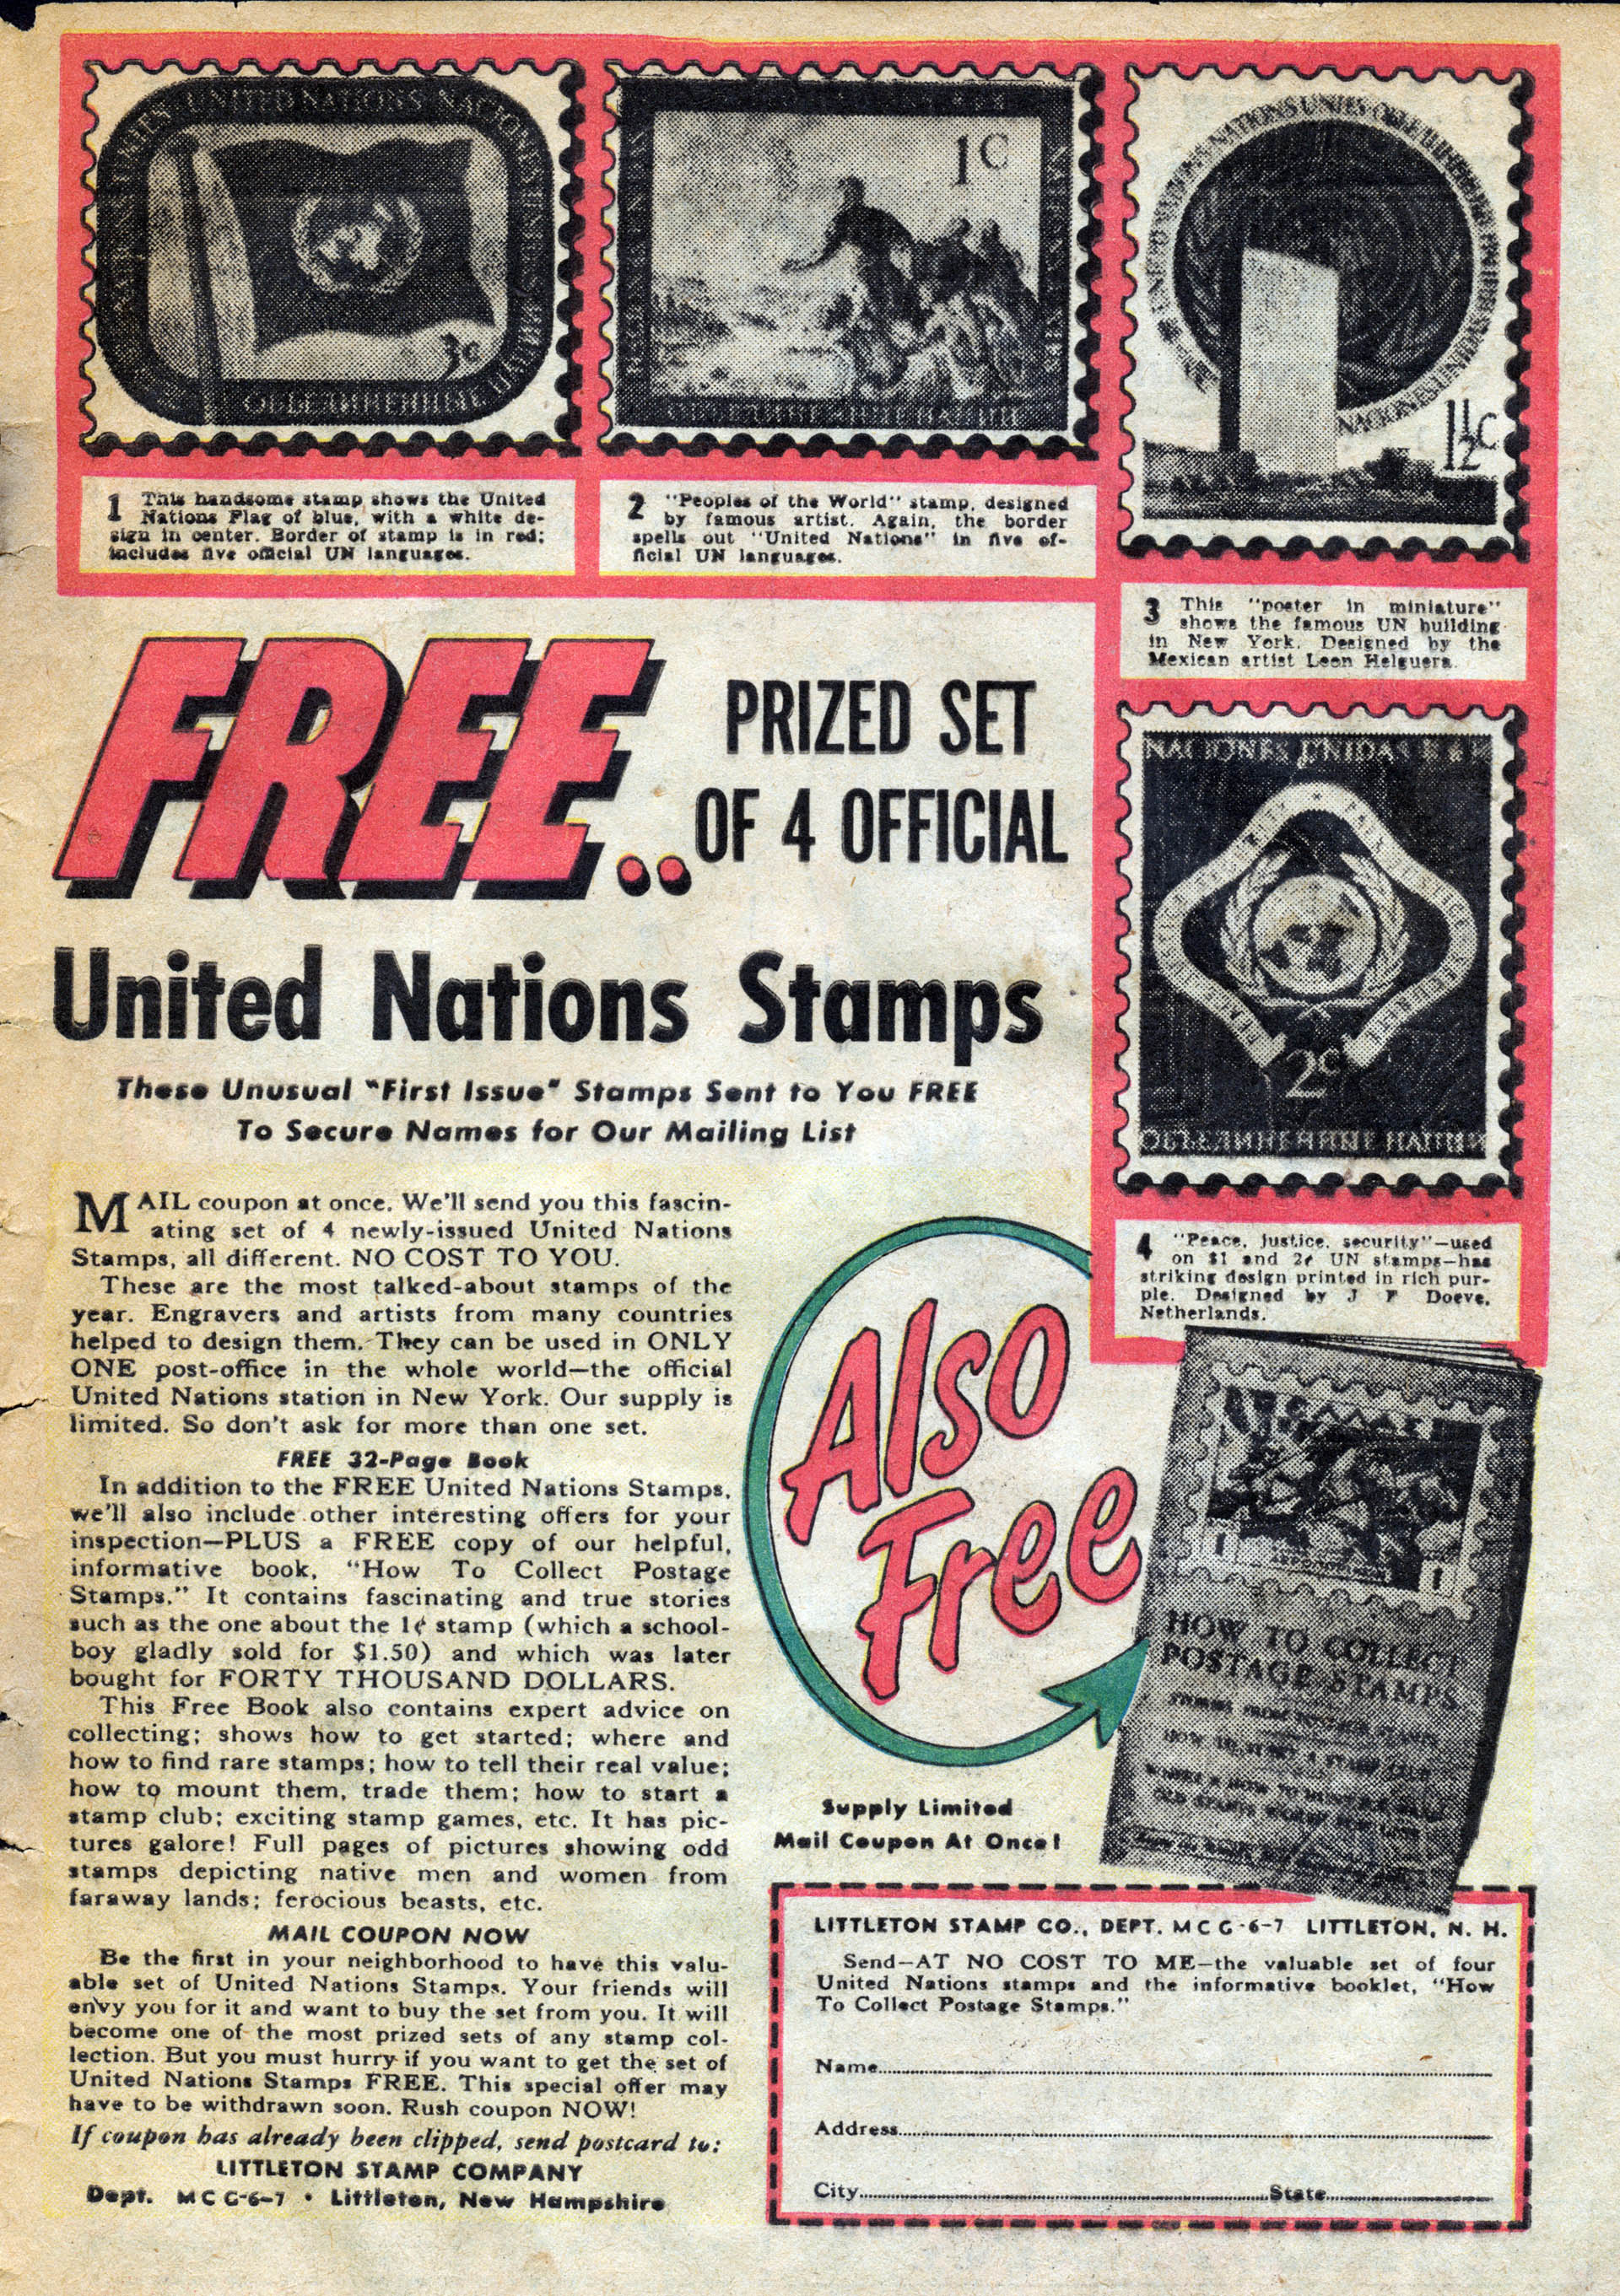 UNITED NATIONS · NACIONES UNIDAS
3c
ОБЪЕДИНЕННЫЕ НАЦИИ
1 This handsome stamp shows the United
Nations Flag of blue, with a white de-
sign in center. Border of stamp is in red;
includes five official UN languages.
1c
ОБЪЕДИНЕННЫЕ НАЦИИ
2 "Peoples of the World" stamp, designed
by famous artist. Again, the border
spells out "United Nations" in five of-
ficial UN languages.
NATIONS UNIES
NACIONES UNIDAS
1½c
3 This "poster in miniature"
shows the famous UN building
in New York. Designed by the
Mexican artist Leon Helguera.
FREE..
PRIZED SET
OF 4 OFFICIAL
United Nations Stamps
These Unusual "First Issue" Stamps Sent to You FREE
To Secure Names for Our Mailing List
NACIONES UNIDAS
2c
ОБЪЕДИНЕННЫЕ НАЦИИ
4 "Peace, justice, security"—used
on $1 and 2¢ UN stamps—has
striking design printed in rich pur-
ple. Designed by J F Doeve,
Netherlands.
MAIL coupon at once. We'll send you this fascin-
ating set of 4 newly-issued United Nations
Stamps, all different. NO COST TO YOU.
These are the most talked-about stamps of the
year. Engravers and artists from many countries
helped to design them. They can be used in ONLY
ONE post-office in the whole world—the official
United Nations station in New York. Our supply is
limited. So don't ask for more than one set.
FREE 32-Page Book
In addition to the FREE United Nations Stamps,
we'll also include other interesting offers for your
inspection—PLUS a FREE copy of our helpful,
informative book, "How To Collect Postage
Stamps." It contains fascinating and true stories
such as the one about the 1¢ stamp (which a school-
boy gladly sold for $1.50) and which was later
bought for FORTY THOUSAND DOLLARS.
This Free Book also contains expert advice on
collecting; shows how to get started; where and
how to find rare stamps; how to tell their real value;
how to mount them, trade them; how to start a
stamp club; exciting stamp games, etc. It has pic-
tures galore! Full pages of pictures showing odd
stamps depicting native men and women from
faraway lands; ferocious beasts, etc.
MAIL COUPON NOW
Be the first in your neighborhood to have this valu-
able set of United Nations Stamps. Your friends will
envy you for it and want to buy the set from you. It will
become one of the most prized sets of any stamp col-
lection. But you must hurry if you want to get the set of
United Nations Stamps FREE. This special offer may
have to be withdrawn soon. Rush coupon NOW!
If coupon has already been clipped, send postcard to:
LITTLETON STAMP COMPANY
Dept. MCG-6-7 • Littleton, New Hampshire
Also
Free
HOW TO COLLECT
POSTAGE STAMPS
HOW TO START A STAMP CLUB
Supply Limited
Mail Coupon At Once!
LITTLETON STAMP CO., DEPT. MCG-6-7 LITTLETON, N. H.
Send—AT NO COST TO ME—the valuable set of four
United Nations stamps and the informative booklet, "How
To Collect Postage Stamps."
Name
Address
City State